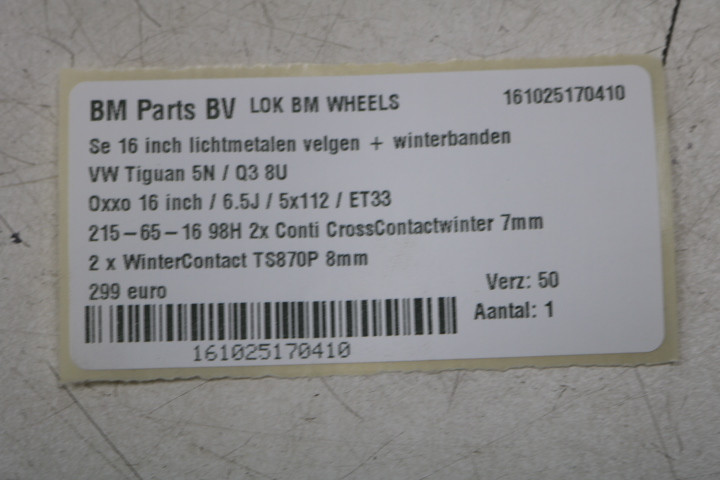 BM Parts BV LOK BM WHEELS 161025170410
Se 16 inch lichtmetalen velgen + winterbanden
VW Tiguan 5N / Q3 8U
Oxxo 16 inch / 6.5J / 5x112 / ET33
215-65-16 98H 2x Conti CrossContactwinter 7mm
2 x WinterContact TS870P 8mm
299 euro Verz: 50
Aantal: 1
161025170410